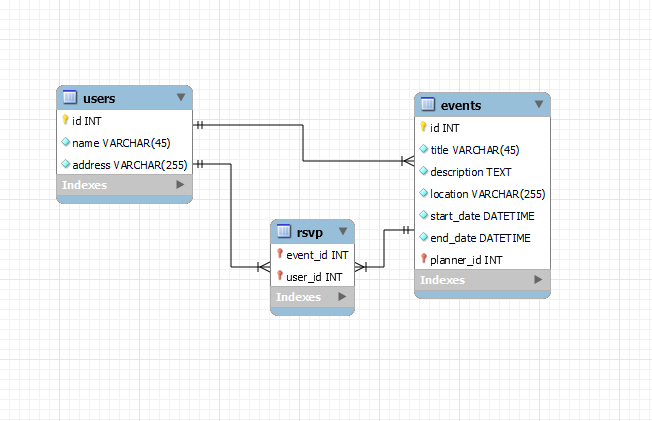 users
id INT
name VARCHAR(45)
address VARCHAR(255)
Indexes
events
id INT
title VARCHAR(45)
description TEXT
location VARCHAR(255)
start_date DATETIME
end_date DATETIME
planner_id INT
Indexes
rsvp
event_id INT
user_id INT
Indexes